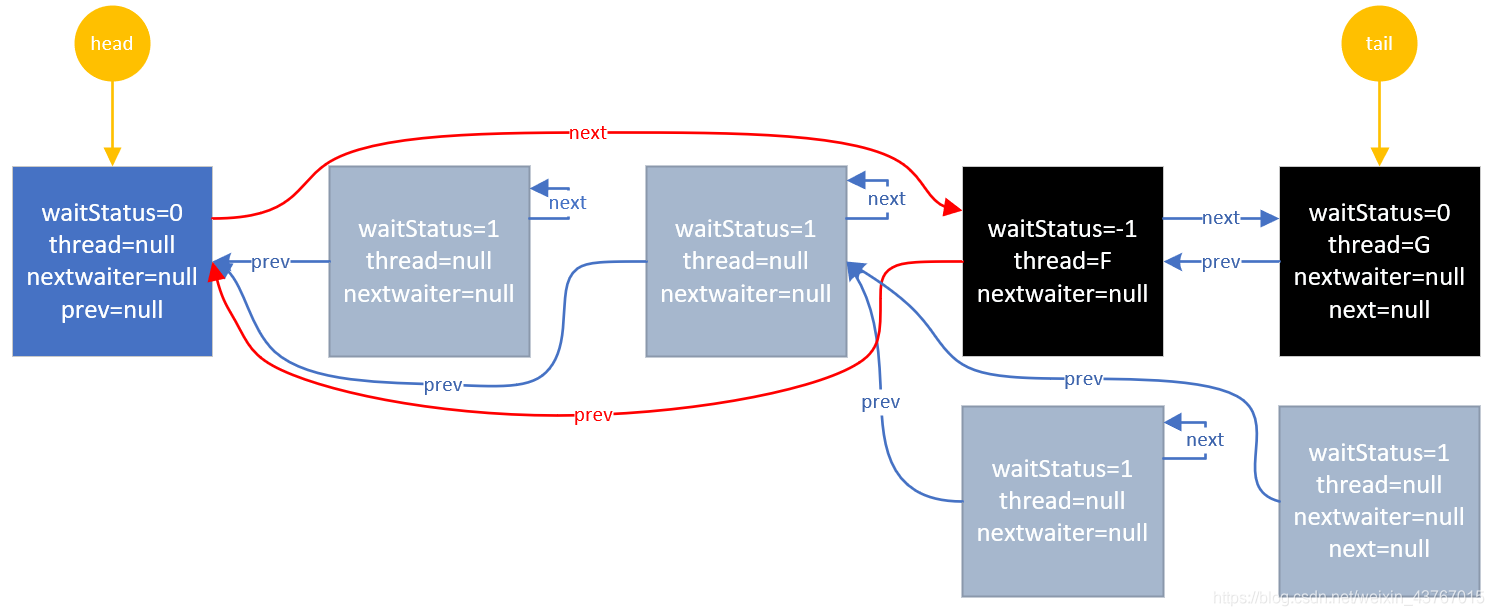 head
tail
next
waitStatus=0
thread=null
nextwaiter=null
prev=null
waitStatus=1
thread=null
nextwaiter=null
next
prev
waitStatus=1
thread=null
nextwaiter=null
next
waitStatus=-1
thread=F
nextwaiter=null
next
prev
waitStatus=0
thread=G
nextwaiter=null
next=null
prev
prev
prev
prev
waitStatus=1
thread=null
nextwaiter=null
next
waitStatus=1
thread=null
nextwaiter=null
next=null
https://blog.csdn.net/weixin_43767015